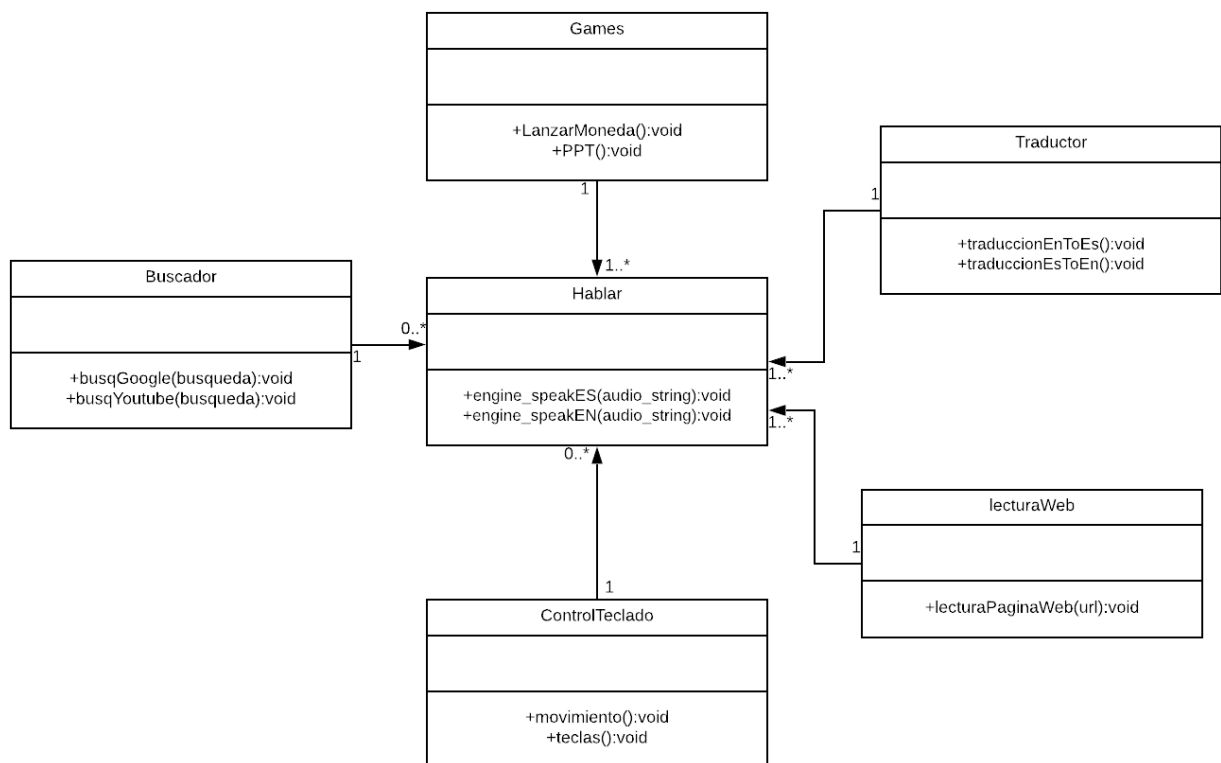 Games
+LanzarMoneda():void
+PPT():void
1
1..*
Traductor
+traduccionEnToEs():void
+traduccionEsToEn():void
1
1..*
Buscador
+busqGoogle(busqueda):void
+busqYoutube(busqueda):void
1
0..*
Hablar
+engine_speakES(audio_string):void
+engine_speakEN(audio_string):void
1..*
0..*
lecturaWeb
+lecturaPaginaWeb(url):void
1
1
ControlTeclado
+movimiento():void
+teclas():void